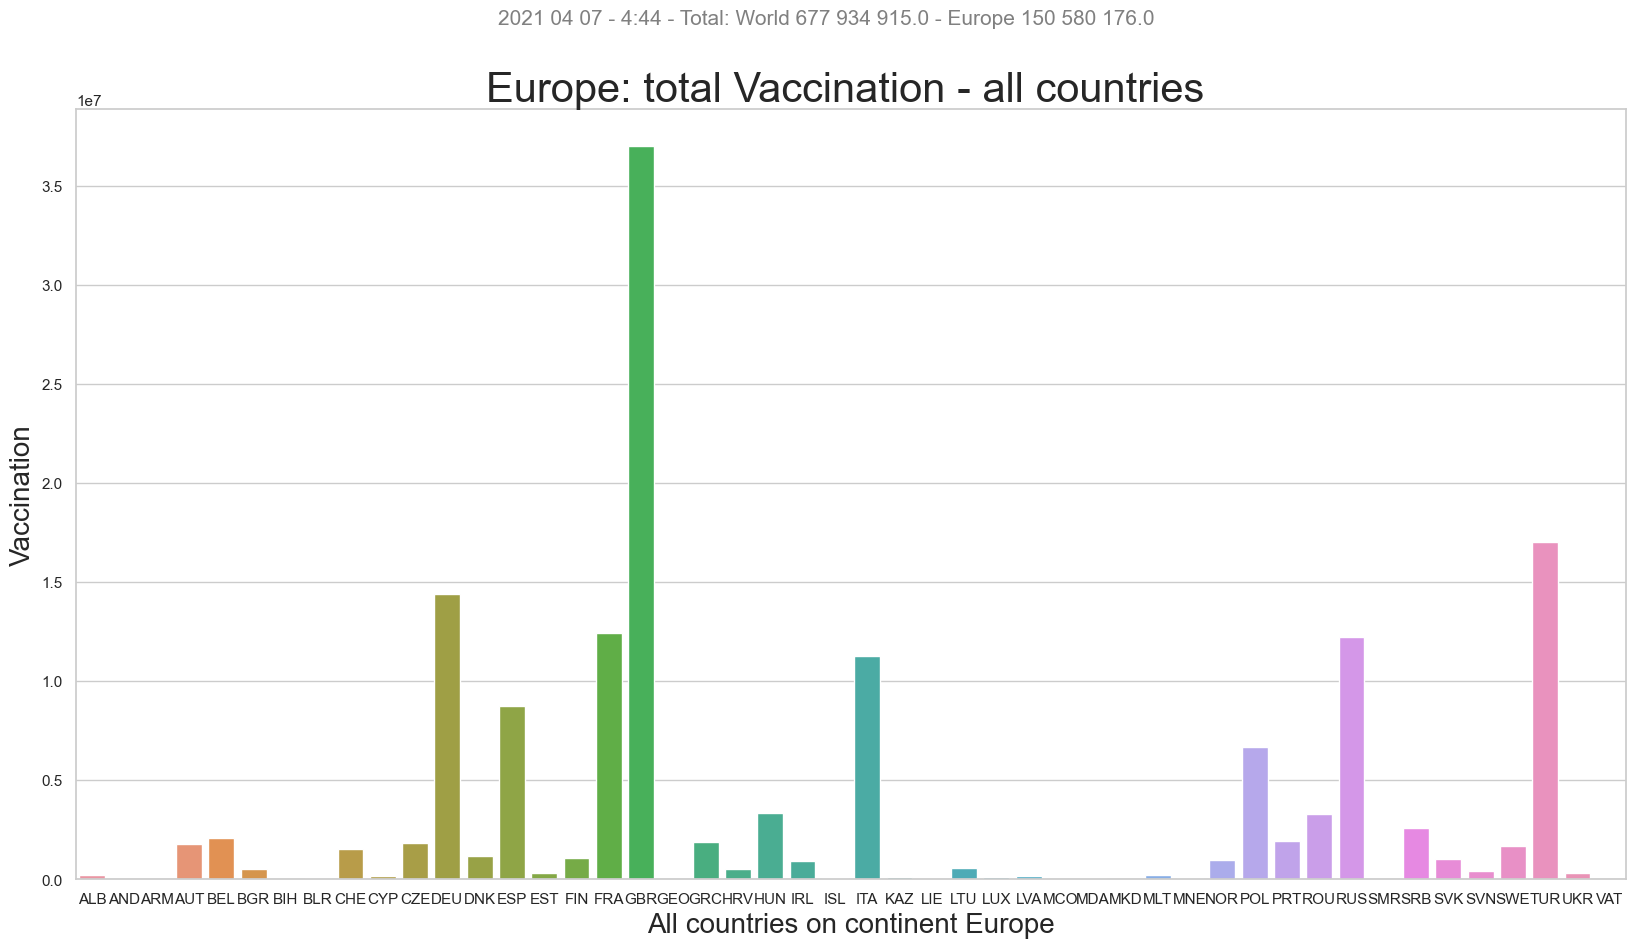 2021 04 07 - 4:44 - Total: World 677 934 915.0 - Europe 150 580 176.0
Europe: total Vaccination - all countries
1e7
3.5
3.0
2.5
2.0
1.5
1.0
0.5
0.0
Vaccination
ALB AND ARM AUT BEL BGR BIH BLR CHE CYP CZE DEU DNK ESP EST FIN FRA GBR GEO GRC HRV HUN IRL ISL ITA KAZ LIE LTU LUX LVA MCO MDA MKD MLT MNE NOR POL PRT ROU RUS SMR SRB SVK SVN SWE TUR UKR VAT
All countries on continent Europe